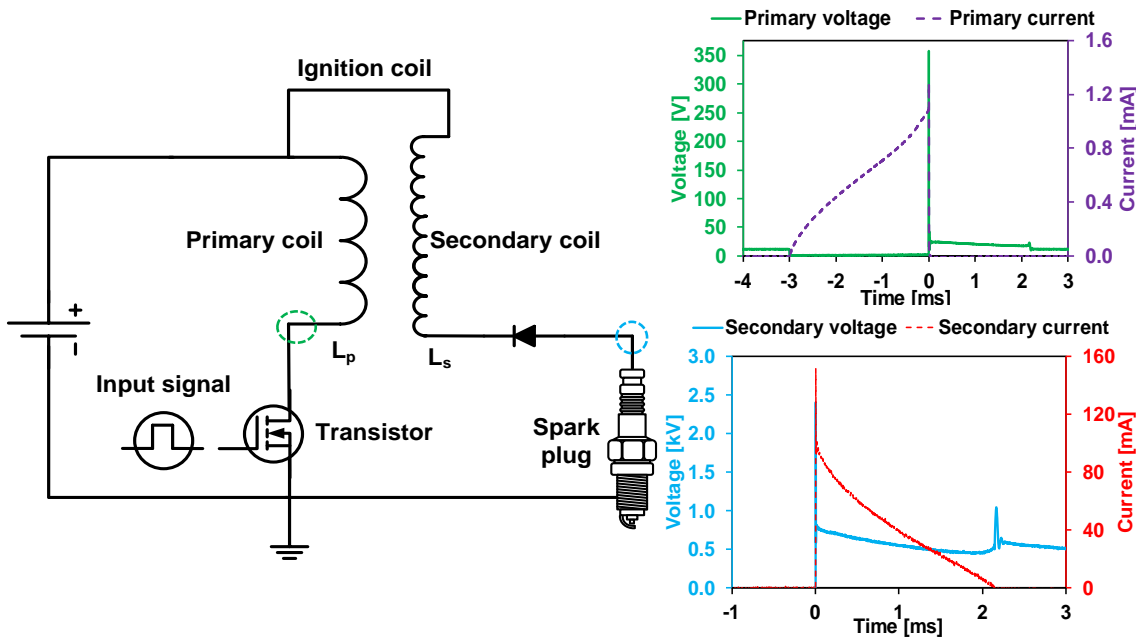 Ignition coil
Primary coil
Secondary coil
+
L_p
L_s
Input signal
Transistor
Spark
plug
Primary voltage
Primary current
Voltage [V]
350
300
250
200
150
100
50
0
Current [mA]
1.6
1.2
0.8
0.4
0.0
-4 -3 -2 -1 0 1 2 3
Time [ms]
Secondary voltage
Secondary current
Voltage [kV]
3.0
2.5
2.0
1.5
1.0
0.5
0.0
Current [mA]
160
120
80
40
0
-1 0 1 2 3
Time [ms]